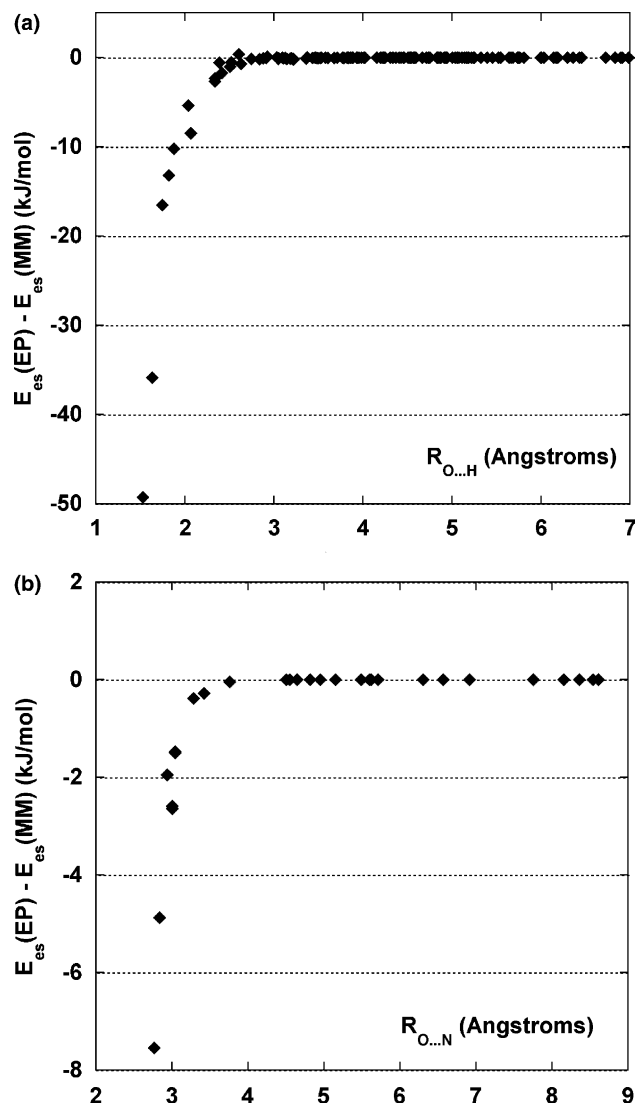 (a)
0
-10
-20
-30
-40
-50
E_es(EP) - E_es(MM) (kJ/mol)
R_O...H (Angstroms)
1 2 3 4 5 6 7
(b)
2
0
-2
-4
-6
-8
E_es(EP) - E_es(MM) (kJ/mol)
R_O...N (Angstroms)
2 3 4 5 6 7 8 9